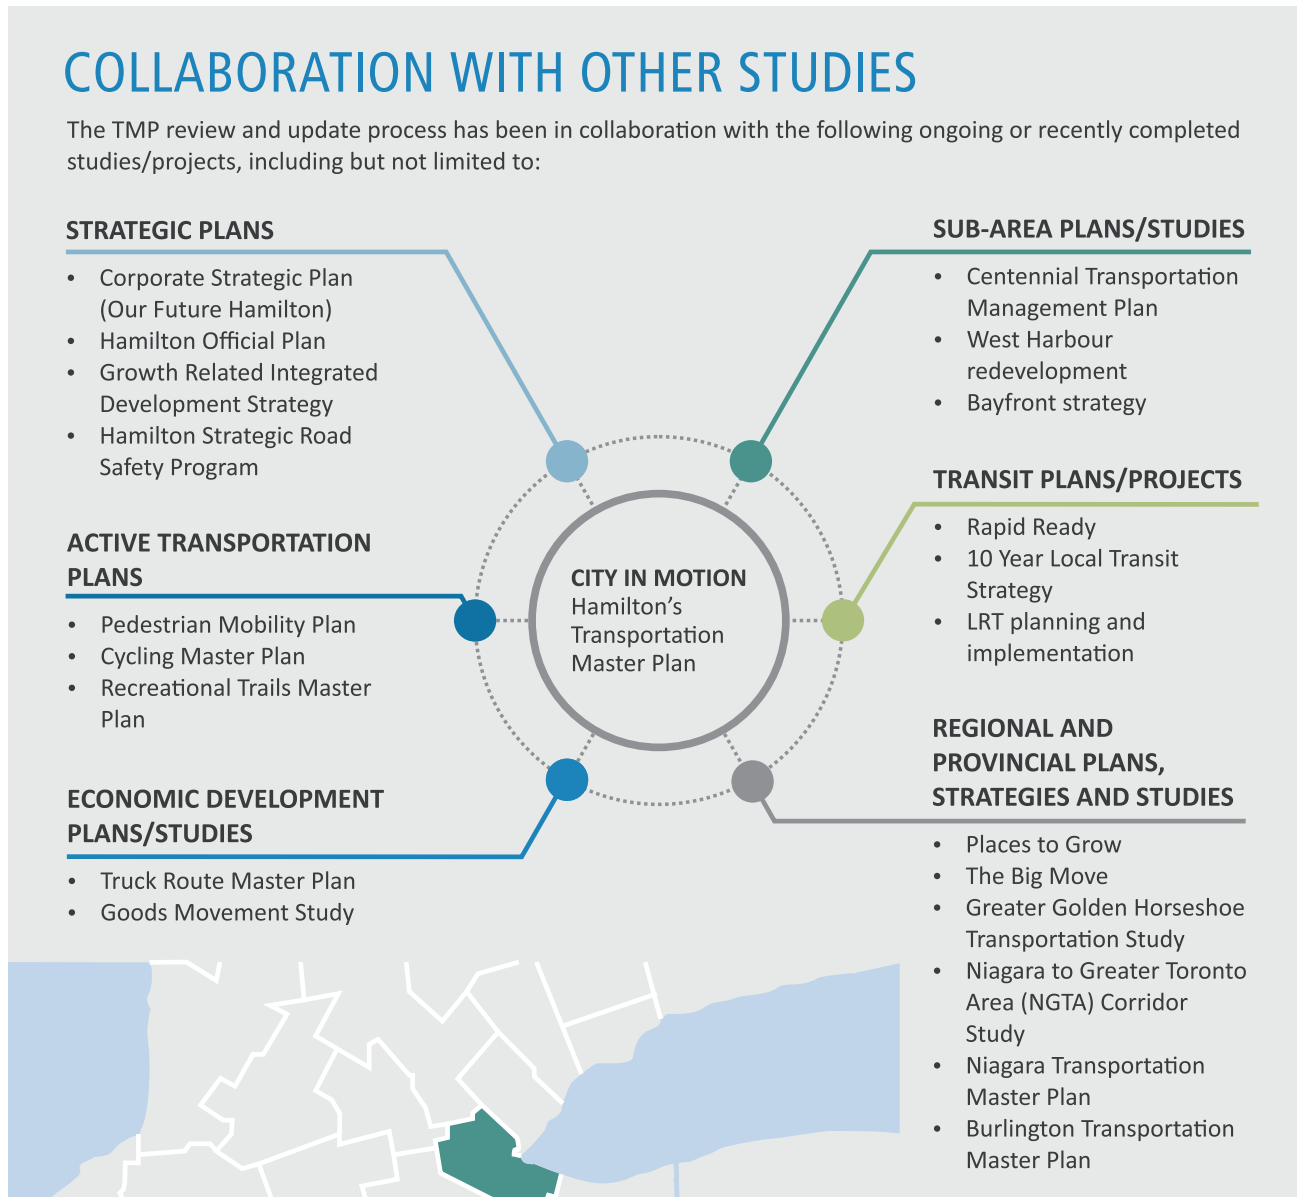 COLLABORATION WITH OTHER STUDIES
The TMP review and update process has been in collaboration with the following ongoing or recently completed
studies/projects, including but not limited to:
STRATEGIC PLANS
• Corporate Strategic Plan
(Our Future Hamilton)
• Hamilton Official Plan
• Growth Related Integrated
Development Strategy
• Hamilton Strategic Road
Safety Program
ACTIVE TRANSPORTATION
PLANS
• Pedestrian Mobility Plan
• Cycling Master Plan
• Recreational Trails Master
Plan
ECONOMIC DEVELOPMENT
PLANS/STUDIES
• Truck Route Master Plan
• Goods Movement Study
CITY IN MOTION
Hamilton's
Transportation
Master Plan
SUB-AREA PLANS/STUDIES
• Centennial Transportation
Management Plan
• West Harbour
redevelopment
• Bayfront strategy
TRANSIT PLANS/PROJECTS
• Rapid Ready
• 10 Year Local Transit
Strategy
• LRT planning and
implementation
REGIONAL AND
PROVINCIAL PLANS,
STRATEGIES AND STUDIES
• Places to Grow
• The Big Move
• Greater Golden Horseshoe
Transportation Study
• Niagara to Greater Toronto
Area (NGTA) Corridor
Study
• Niagara Transportation
Master Plan
• Burlington Transportation
Master Plan